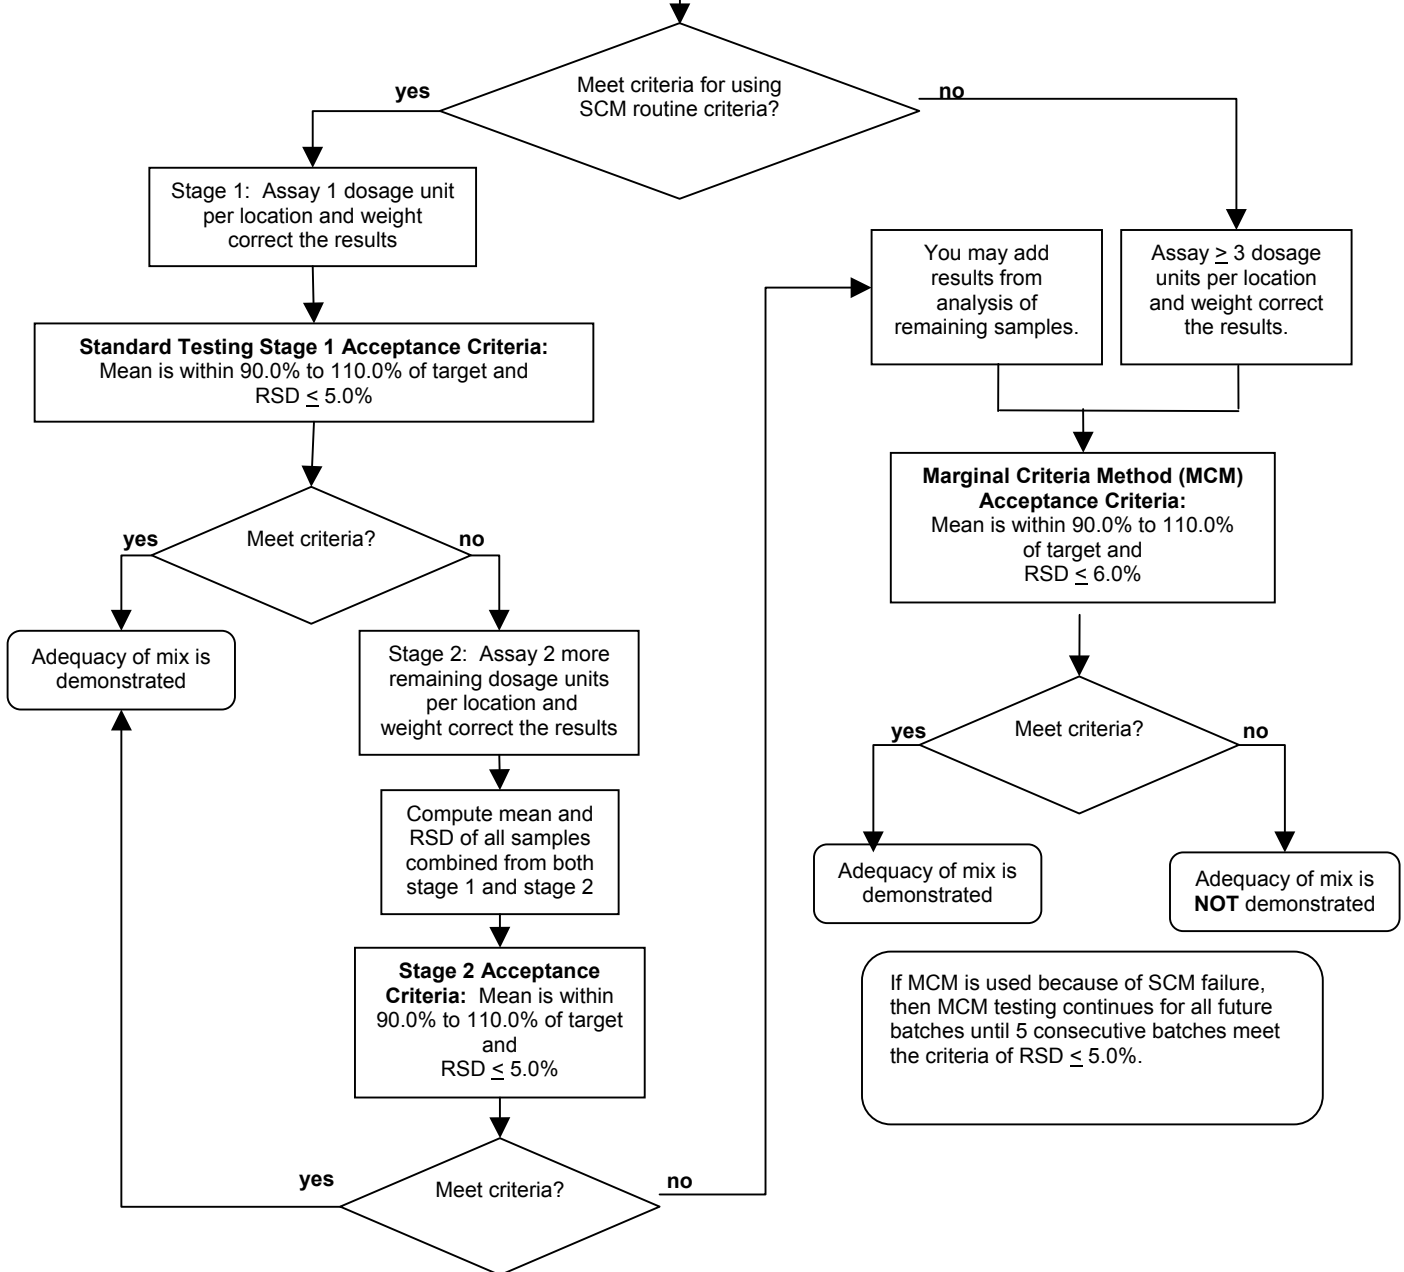 Meet criteria for using
SCM routine criteria?
yes
no
Stage 1: Assay 1 dosage unit
per location and weight
correct the results
Standard Testing Stage 1 Acceptance Criteria:
Mean is within 90.0% to 110.0% of target and
RSD ≤ 5.0%
Meet criteria?
yes
no
Adequacy of mix is
demonstrated
Stage 2: Assay 2 more
remaining dosage units
per location and
weight correct the results
Compute mean and
RSD of all samples
combined from both
stage 1 and stage 2
Stage 2 Acceptance
Criteria: Mean is within
90.0% to 110.0% of target
and
RSD ≤ 5.0%
Meet criteria?
yes
no
You may add
results from
analysis of
remaining samples.
Assay ≥ 3 dosage
units per location
and weight correct
the results.
Marginal Criteria Method (MCM)
Acceptance Criteria:
Mean is within 90.0% to 110.0%
of target and
RSD ≤ 6.0%
Meet criteria?
yes
no
Adequacy of mix is
demonstrated
Adequacy of mix is
NOT demonstrated
If MCM is used because of SCM failure,
then MCM testing continues for all future
batches until 5 consecutive batches meet
the criteria of RSD ≤ 5.0%.